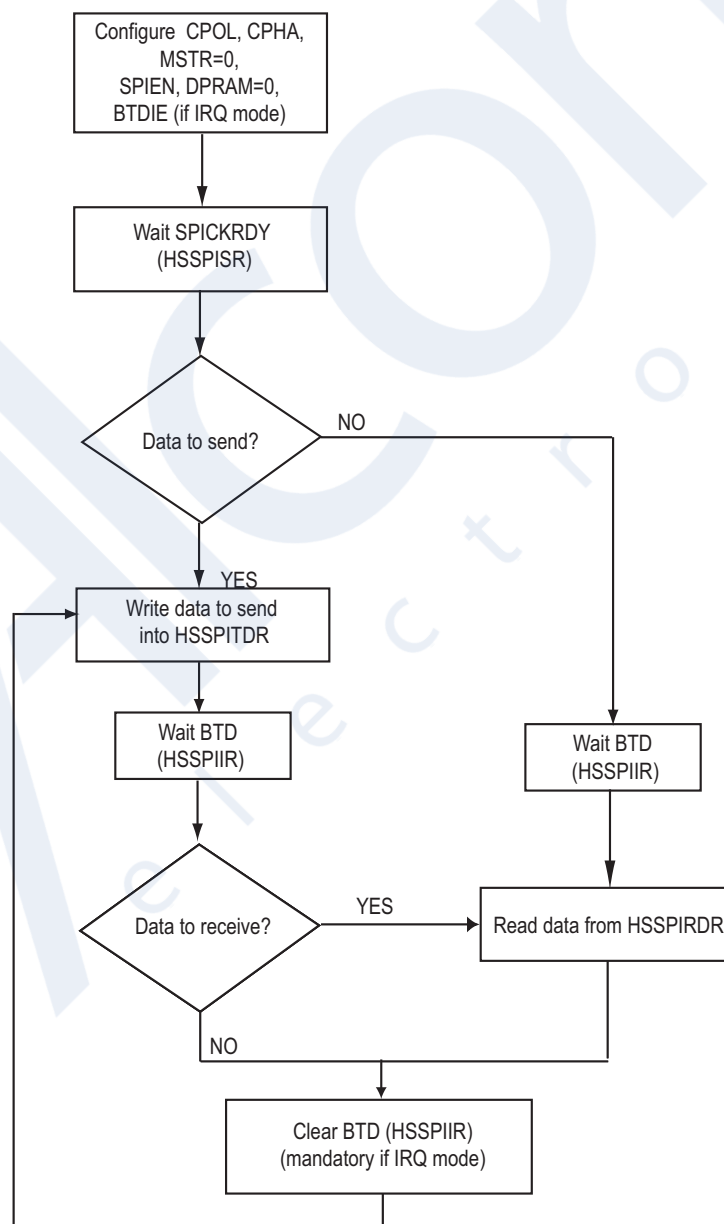 Configure CPOL, CPHA,
MSTR=0,
SPIEN, DPRAM=0,
BTDIE (if IRQ mode)
Wait SPICKRDY
(HSSPISR)
Data to send?
NO
YES
Write data to send
into HSSPITDR
Wait BTD
(HSSPIIR)
Wait BTD
(HSSPIIR)
Data to receive?
YES
Read data from HSSPIRDR
NO
Clear BTD (HSSPIIR)
(mandatory if IRQ mode)